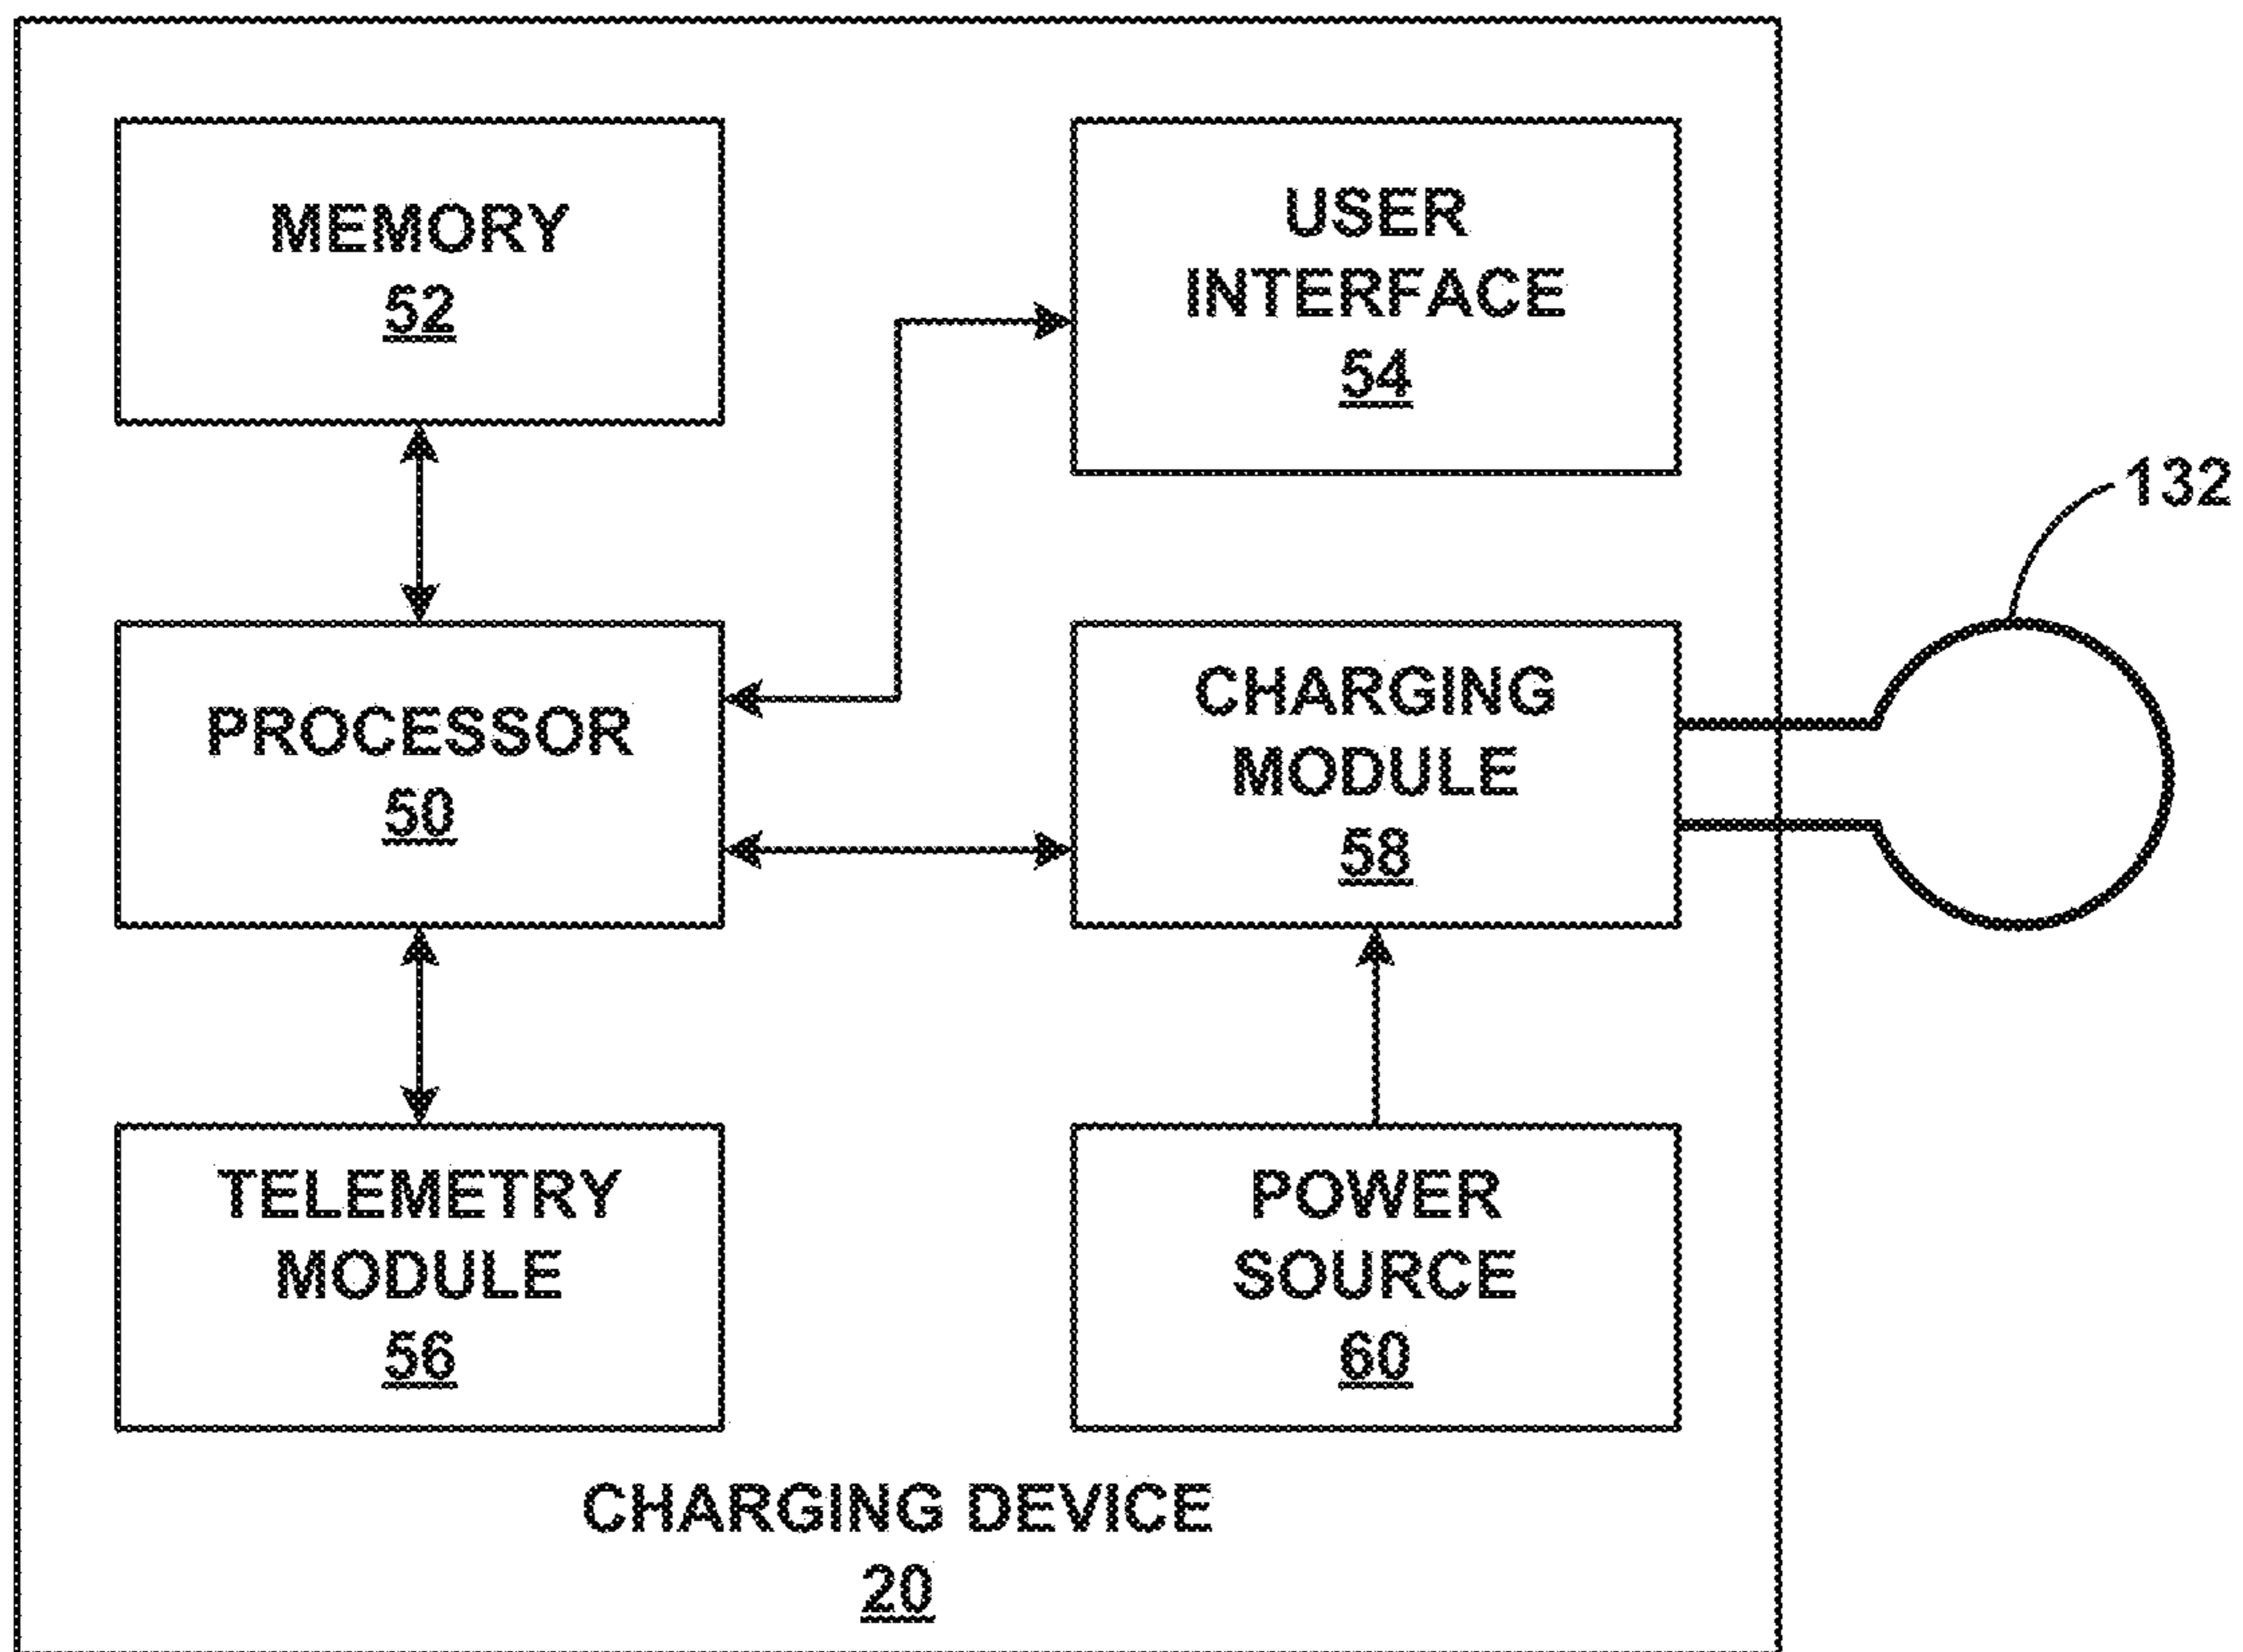 MEMORY
52
USER
INTERFACE
54
132
PROCESSOR
50
CHARGING
MODULE
58
TELEMETRY
MODULE
56
POWER
SOURCE
60
CHARGING DEVICE
20